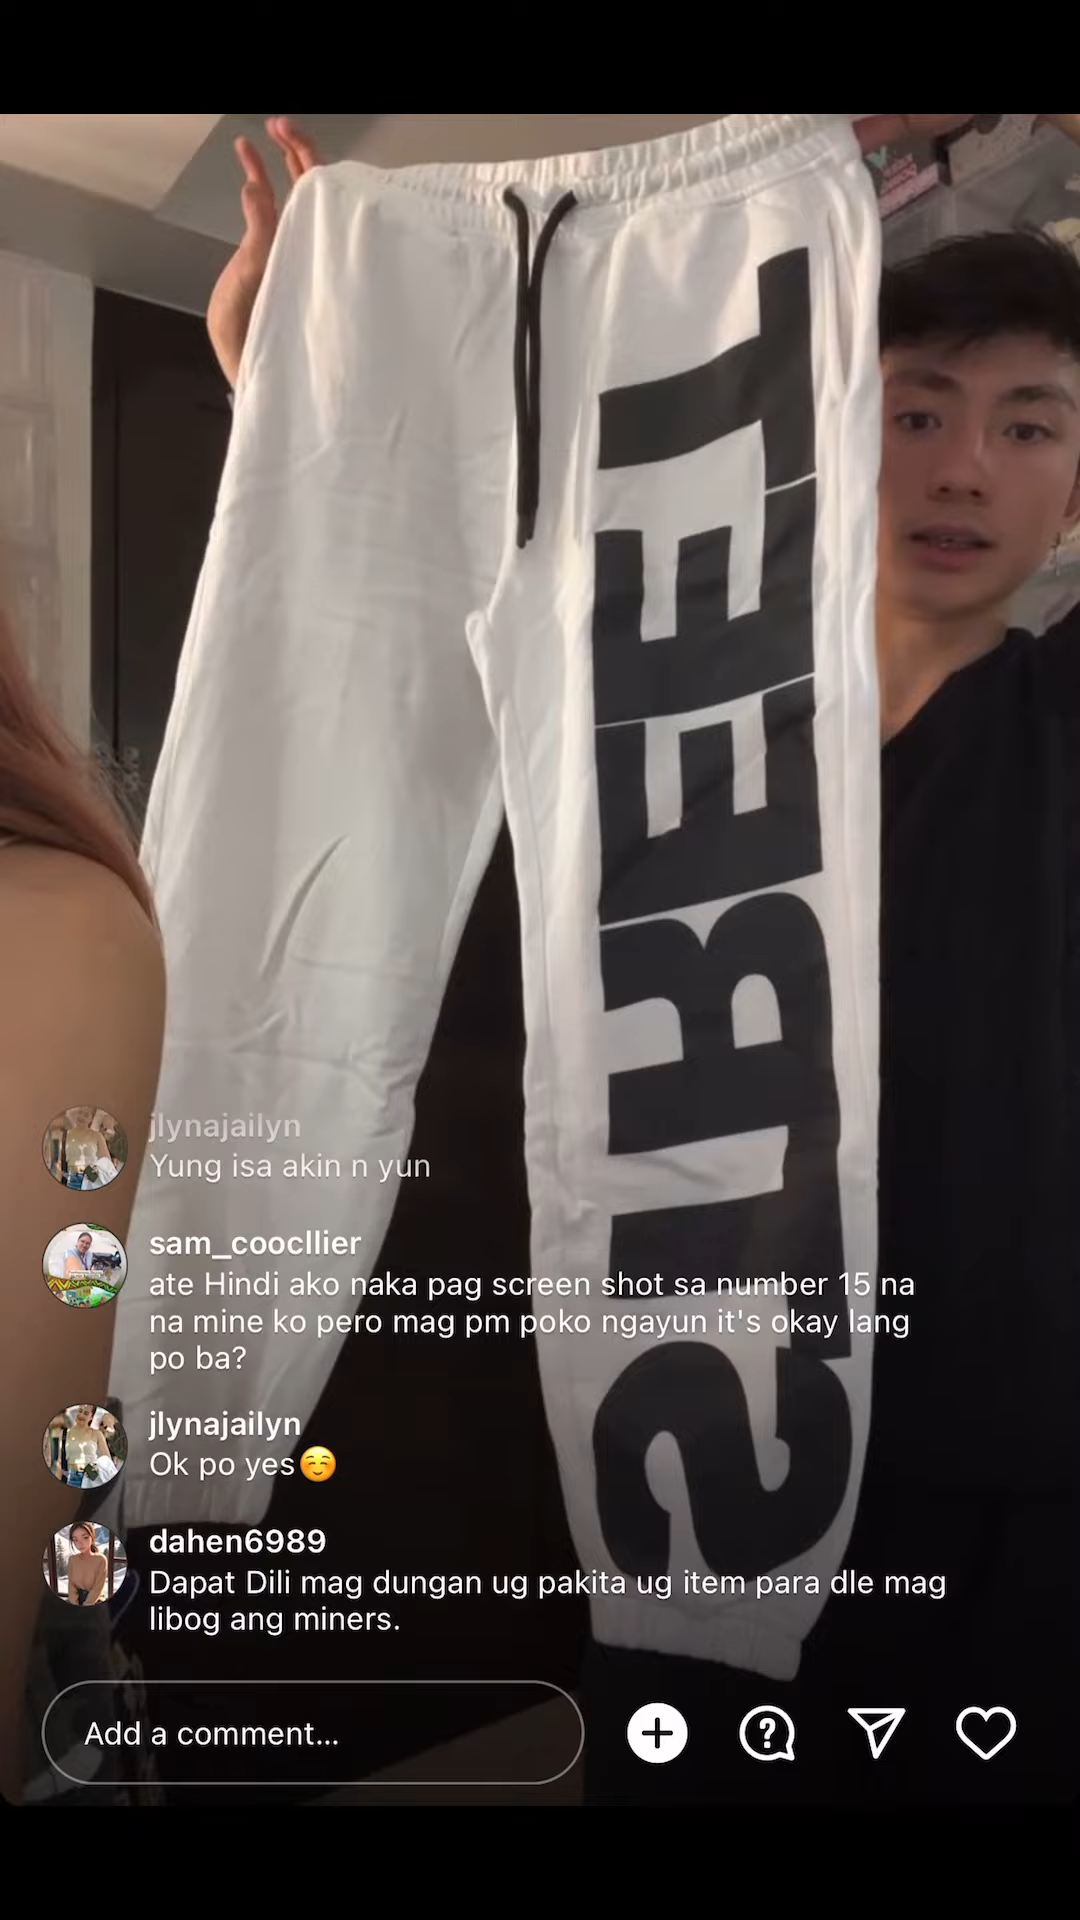 STREET
jlynajailyn
Yung isa akin n yun
sam_coocllier
ate Hindi ako naka pag screen shot sa number 15 na
na mine ko pero mag pm poko ngayun it's okay lang
po ba?
jlynajailyn
Ok po yes☺️
dahen6989
Dapat Dili mag dungan ug pakita ug item para dle mag
libog ang miners.
Add a comment...